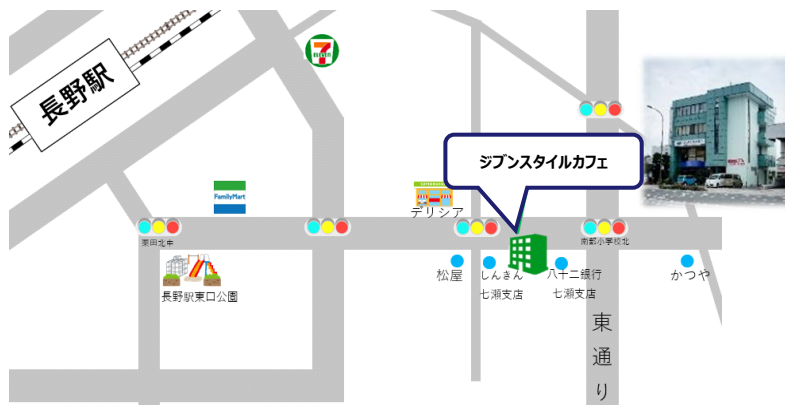 長野駅
7
ELEVEN
ジブンスタイルカフェ
FamilyMart
デリシア
栗田北中
南部小学校北
長野駅東口公園
松屋
しんきん
七瀬支店
八十二銀行
七瀬支店
かつや
東通り